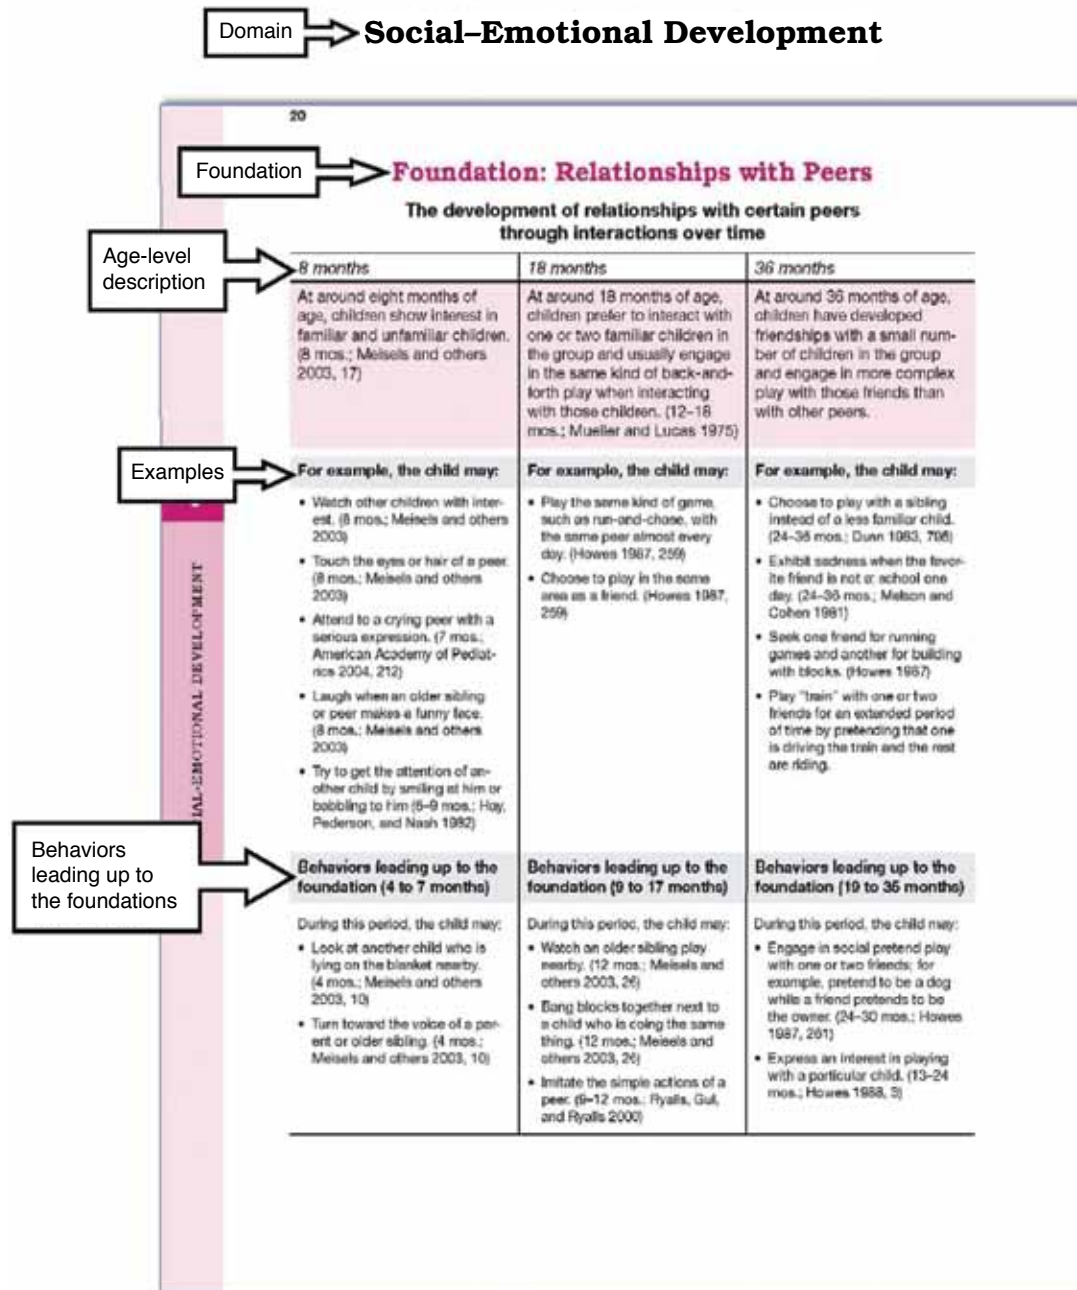 Domain
Social–Emotional Development
20
Foundation
Foundation: Relationships with Peers
The development of relationships with certain peers
through interactions over time
Age-level
description
8 months
At around eight months of
age, children show interest in
familiar and unfamiliar children.
(8 mos.; Meisels and others
2003, 17)
18 months
At around 18 months of age,
children prefer to interact with
one or two familiar children in
the group and usually engage
in the same kind of back-and-
forth play when interacting
with those children. (12–18
mos.; Mueller and Lucas 1975)
36 months
At around 36 months of age,
children have developed
friendships with a small num-
ber of children in the group
and engage in more complex
play with those friends than
with other peers.
Examples
For example, the child may:
• Watch other children with inter-
est. (8 mos.; Meisels and others
2003)
• Touch the eyes or hair of a peer.
(8 mos.; Meisels and others
2003)
• Attend to a crying peer with a
serious expression. (7 mos.;
American Academy of Pediat-
rics 2004, 212)
• Laugh when an older sibling
or peer makes a funny face.
(8 mos.; Meisels and others
2003)
• Try to get the attention of an-
other child by smiling at him or
babbling to him (6–9 mos.; Hay,
Pederson, and Nash 1982)
For example, the child may:
• Play the same kind of game,
such as run-and-chase, with
the same peer almost every
day. (Howes 1987, 259)
• Choose to play in the same
area as a friend. (Howes 1987,
259)
For example, the child may:
• Choose to play with a sibling
instead of a less familiar child.
(24–36 mos.; Dunn 1983, 798)
• Exhibit sadness when the favor-
ite friend is not at school one
day. (24–36 mos.; Melson and
Cohen 1981)
• Seek one friend for running
games and another for building
with blocks. (Howes 1987)
• Play “train” with one or two
friends for an extended period
of time by pretending that one
is driving the train and the rest
are riding.
IAL-EMOTIONAL DEVELOPMENT
Behaviors
leading up to
the foundations
Behaviors leading up to the
foundation (4 to 7 months)
During this period, the child may:
• Look at another child who is
lying on the blanket nearby.
(4 mos.; Meisels and others
2003, 10)
• Turn toward the voice of a par-
ent or older sibling. (4 mos.;
Meisels and others 2003, 10)
Behaviors leading up to the
foundation (9 to 17 months)
During this period, the child may:
• Watch an older sibling play
nearby. (12 mos.; Meisels and
others 2003, 26)
• Bang blocks together next to
a child who is doing the same
thing. (12 mos.; Meisels and
others 2003, 26)
• Imitate the simple actions of a
peer. (9–12 mos.; Ryalls, Gul,
and Ryalls 2000)
Behaviors leading up to the
foundation (19 to 35 months)
During this period, the child may:
• Engage in social pretend play
with one or two friends; for
example, pretend to be a dog
while a friend pretends to be
the owner. (24–30 mos.; Howes
1987, 261)
• Express an interest in playing
with a particular child. (13–24
mos.; Howes 1988, 3)